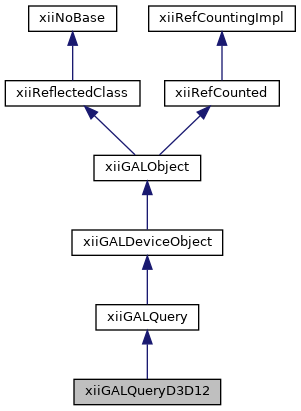 xiiNoBase
xiiRefCountingImpl
xiiReflectedClass
xiiRefCounted
xiiGALObject
xiiGALDeviceObject
xiiGALQuery
xiiGALQueryD3D12